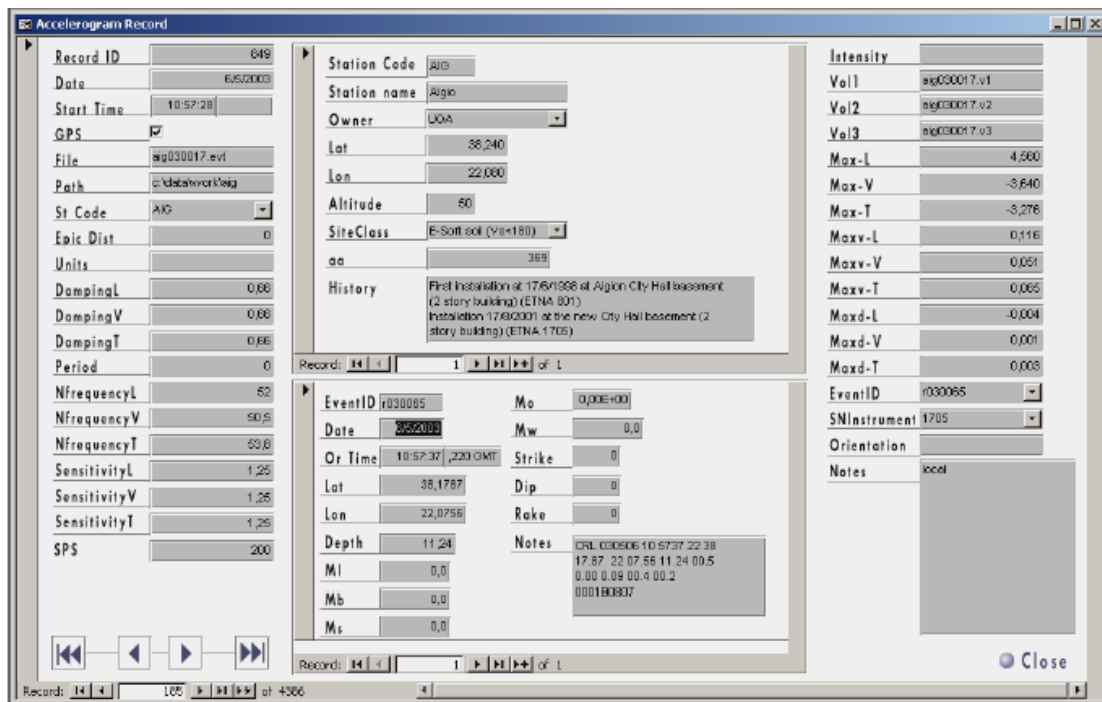 Accelerogram Record
Record ID 849
Date 6/5/2003
Start Time 10:57:28
GPS
File aig030017.evt
Path c:\data\work\aig
St Code AIG
Epic Dist 0
Units
DampingL 0,66
DampingV 0,66
DampingT 0,66
Period 0
NfrequencyL 52
NfrequencyV 50,5
NfrequencyT 53,8
SensitivityL 1,25
SensitivityV 1,25
SensitivityT 1,25
SPS 200
Station Code AIG
Station name Aigio
Owner UOA
Lat 38,240
Lon 22,080
Altitude 50
SiteClass E-Soft soil (Vs<180)
aa 369
History First installation at 17/6/1998 at Aigion City Hall basement
(2 story building) (ETNA 801)
Installation 17/8/2001 at the new City Hall basement (2
story building) (ETNA 1705)
Record: 1 of 1
EventID r030065
Date 2003
Or Time 10:57:37 ,220 GMT
Lat 38,1787
Lon 22,0756
Depth 11,24
Ml 0,0
Mb 0,0
Ms 0,0
Mo 0,00E+00
Mw 0,0
Strike 0
Dip 0
Rake 0
Notes CRL 030506 10 5737.22 38
17.87 22 07.56 11.24 00.5
0.00 0.09 00.4 00.2
0001B0807
Record: 1 of 1
Intensity
Vol1 aig030017.v1
Vol2 aig030017.v2
Vol3 aig030017.v3
Max-L 4,560
Max-V -3,640
Max-T -3,276
Maxv-L 0,116
Maxv-V 0,051
Maxv-T 0,065
Maxd-L -0,004
Maxd-V 0,001
Maxd-T 0,003
EventID r030065
SNInstrument 1705
Orientation
Notes local
Close
Record: 185 of 4386